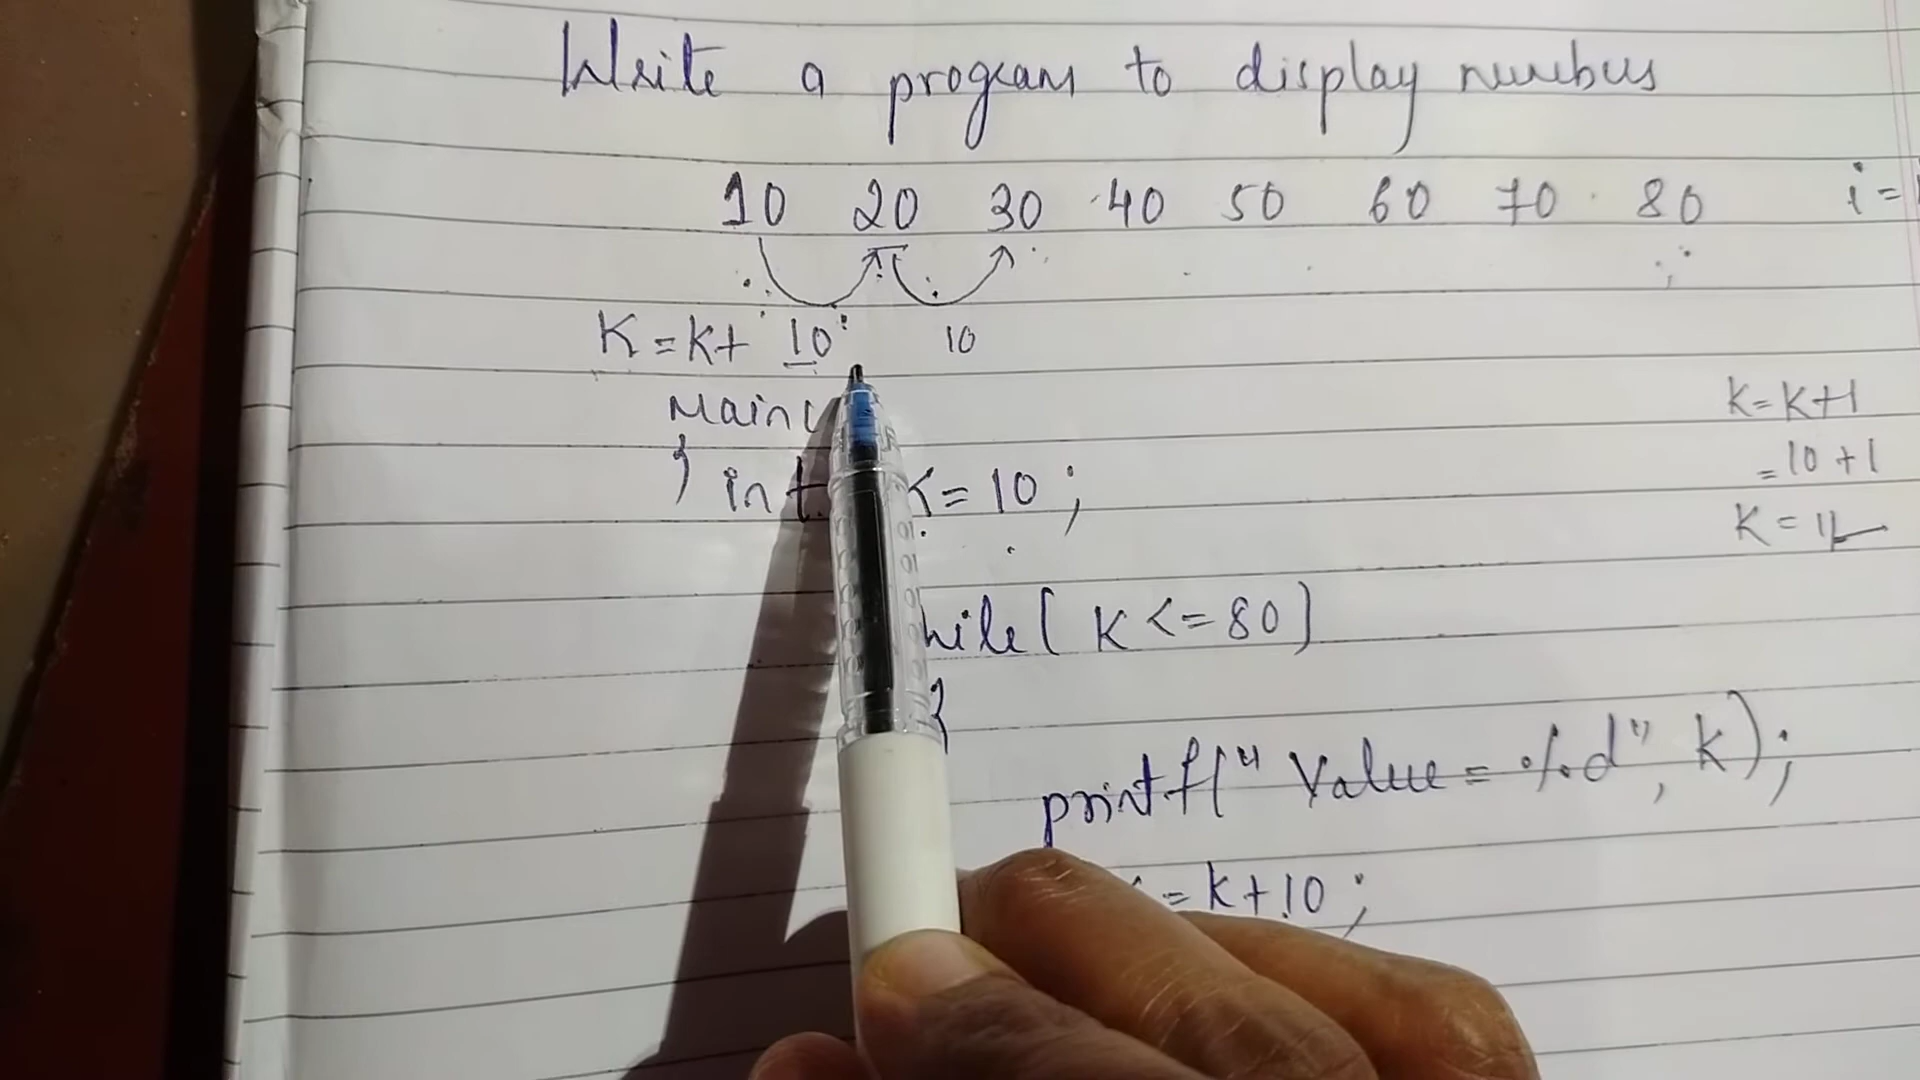 Write a program to display numbers
10 20 30 40 50 60 70 80 i =
K = K + 10 10
Main(
{ int K = 10 ;
hile( K <= 80)
{
printf(" Value = %d", K);
= K + 10 ;
K = K + 1
= 10 + 1
K = 11